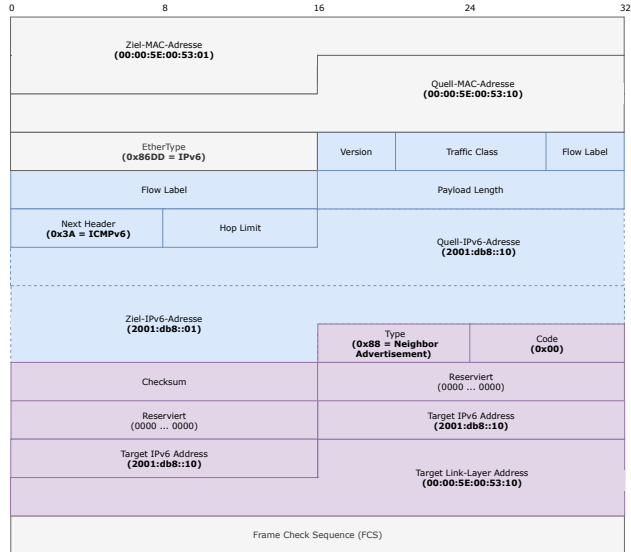 0 8 16 24 32
Ziel-MAC-Adresse
(00:00:5E:00:53:01)
Quell-MAC-Adresse
(00:00:5E:00:53:10)
EtherType
(0x86DD = IPv6)
Version
Traffic Class
Flow Label
Flow Label
Payload Length
Next Header
(0x3A = ICMPv6)
Hop Limit
Quell-IPv6-Adresse
(2001:db8::10)
Ziel-IPv6-Adresse
(2001:db8::01)
Type
(0x88 = Neighbor
Advertisement)
Code
(0x00)
Checksum
Reserviert
(0000 ... 0000)
Reserviert
(0000 ... 0000)
Target IPv6 Address
(2001:db8::10)
Target IPv6 Address
(2001:db8::10)
Target Link-Layer Address
(00:00:5E:00:53:10)
Frame Check Sequence (FCS)